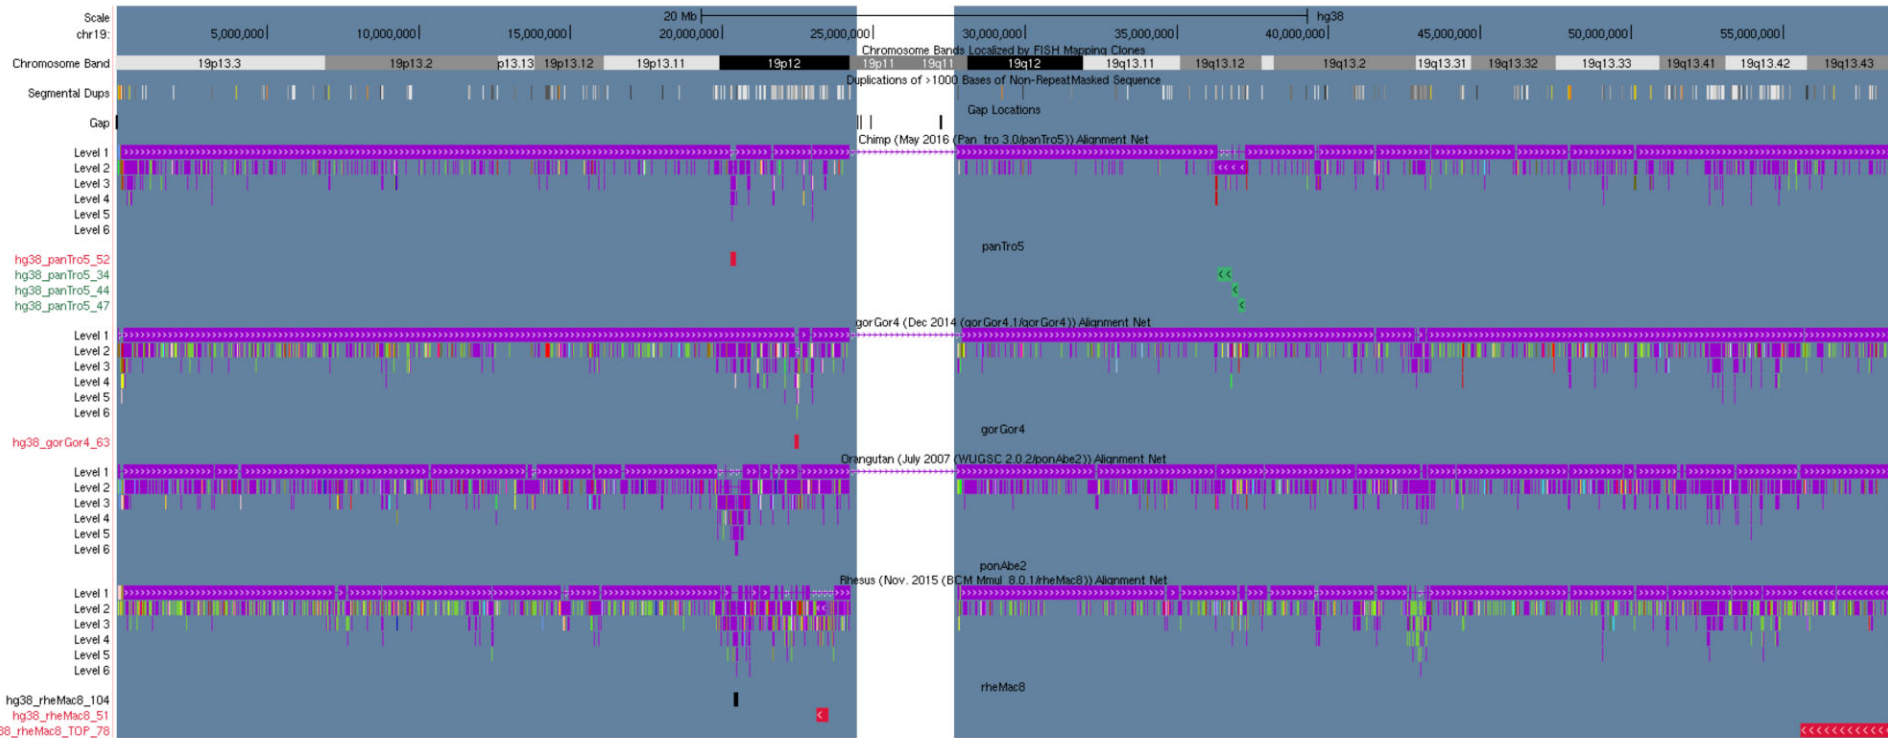 Scale 20 Mb hg38
chr19: 5,000,000 10,000,000 15,000,000 20,000,000 25,000,000 30,000,000 35,000,000 40,000,000 45,000,000 50,000,000 55,000,000
Chromosome Bands Localized by FISH Mapping Clones
Chromosome Band 19p13.3 19p13.2 p13.13 19p13.12 19p13.11 19p12 19p11 19q11 19q12 19q13.11 19q13.12 19q13.2 19q13.31 19q13.32 19q13.33 19q13.41 19q13.42 19q13.43
Duplications of >1000 Bases of Non-RepeatMasked Sequence
Segmental Dups
Gap Locations
Gap
Chimp (May 2016 (Pan_tro 3.0/panTro5)) Alignment Net
Level 1
Level 2
Level 3
Level 4
Level 5
Level 6
panTro5
hg38_panTro5_52
hg38_panTro5_34
hg38_panTro5_44
hg38_panTro5_47
gorGor4 (Dec 2014 (gorGor4.1/gorGor4)) Alignment Net
Level 1
Level 2
Level 3
Level 4
Level 5
Level 6
gorGor4
hg38_gorGor4_63
Orangutan (July 2007 (WUGSC 2.0.2/ponAbe2)) Alignment Net
Level 1
Level 2
Level 3
Level 4
Level 5
Level 6
ponAbe2
Rhesus (Nov. 2015 (BCM Mmul_8.0.1/rheMac8)) Alignment Net
Level 1
Level 2
Level 3
Level 4
Level 5
Level 6
rheMac8
hg38_rheMac8_104
hg38_rheMac8_51
38_rheMac8_TOP_78